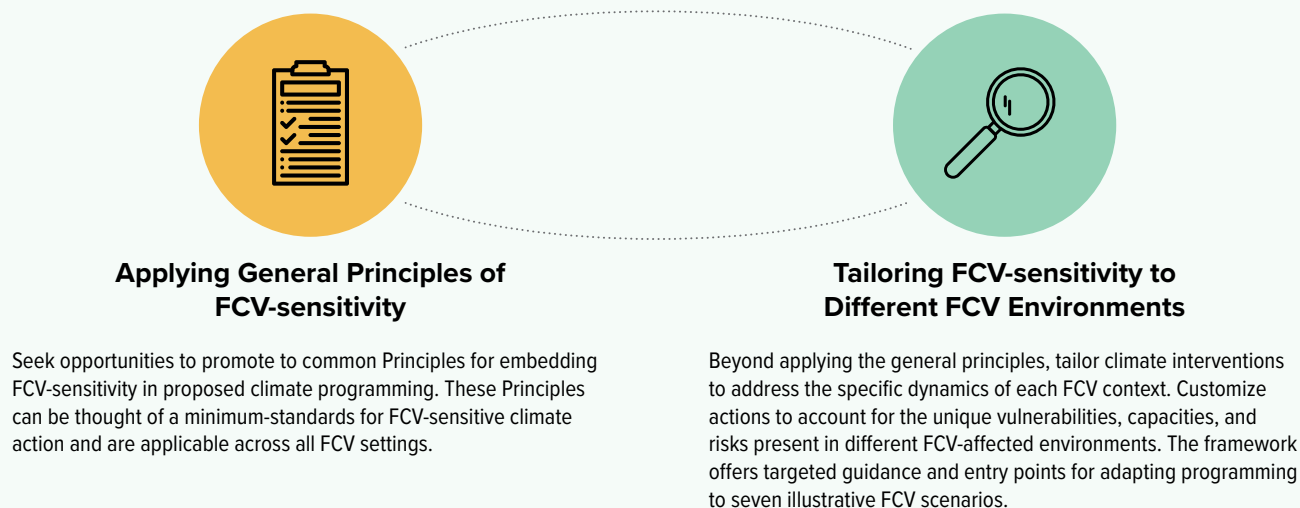 Applying General Principles of
FCV-sensitivity
Seek opportunities to promote to common Principles for embedding
FCV-sensitivity in proposed climate programming. These Principles
can be thought of a minimum-standards for FCV-sensitive climate
action and are applicable across all FCV settings.
Tailoring FCV-sensitivity to
Different FCV Environments
Beyond applying the general principles, tailor climate interventions
to address the specific dynamics of each FCV context. Customize
actions to account for the unique vulnerabilities, capacities, and
risks present in different FCV-affected environments. The framework
offers targeted guidance and entry points for adapting programming
to seven illustrative FCV scenarios.